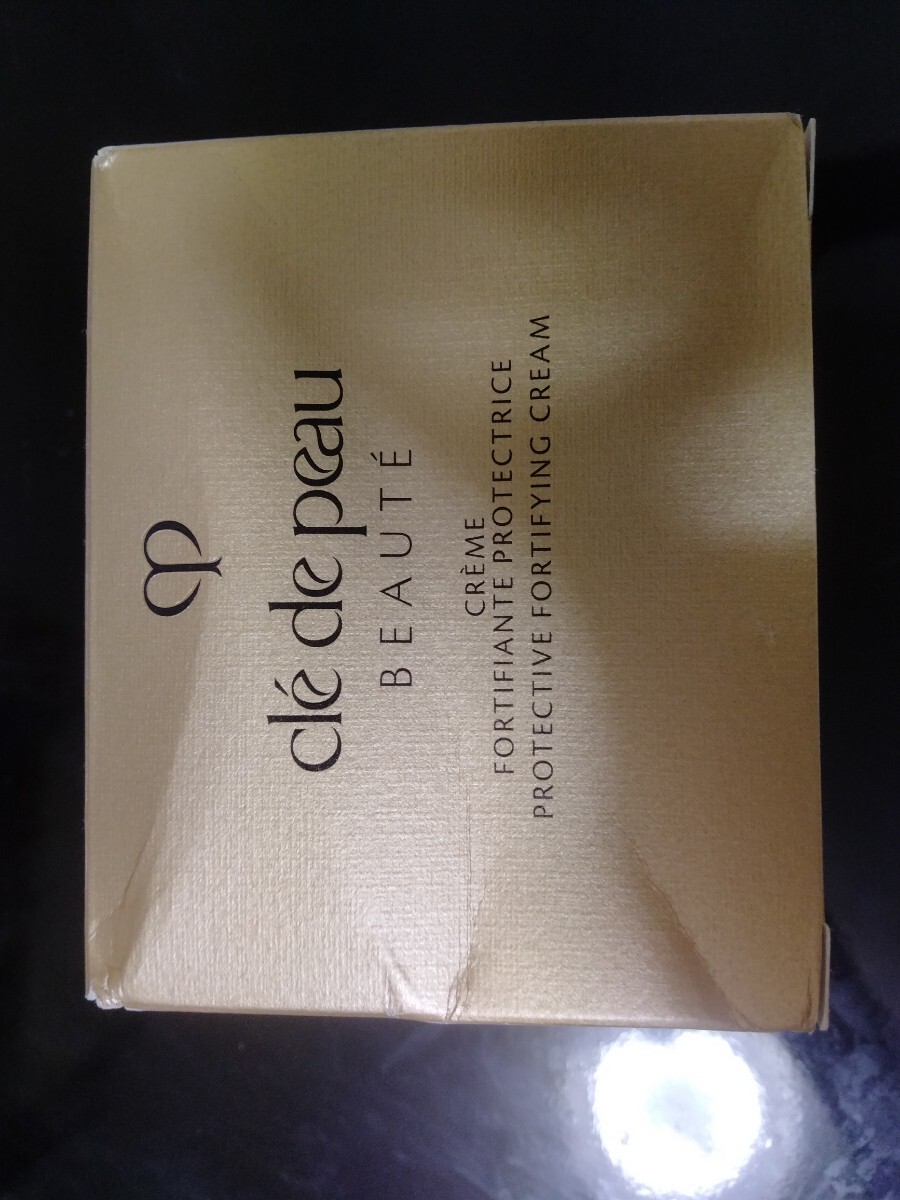 clé de peau
BEAUTÉ
CRÈME
FORTIFIANTE PROTECTRICE
PROTECTIVE FORTIFYING CREAM